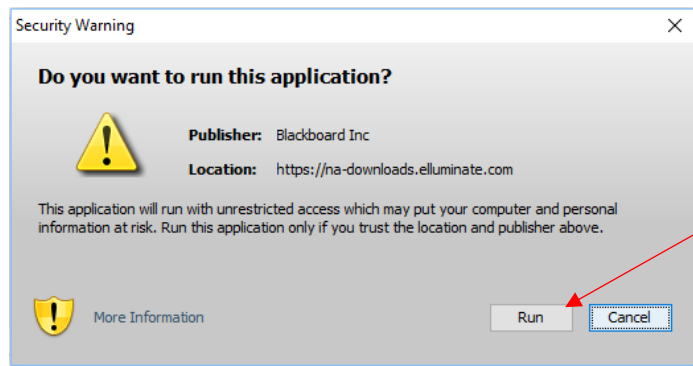 Security Warning
Do you want to run this application?
Publisher: Blackboard Inc
Location: https://na-downloads.elluminate.com
This application will run with unrestricted access which may put your computer and personal
information at risk. Run this application only if you trust the location and publisher above.
More Information
Run Cancel